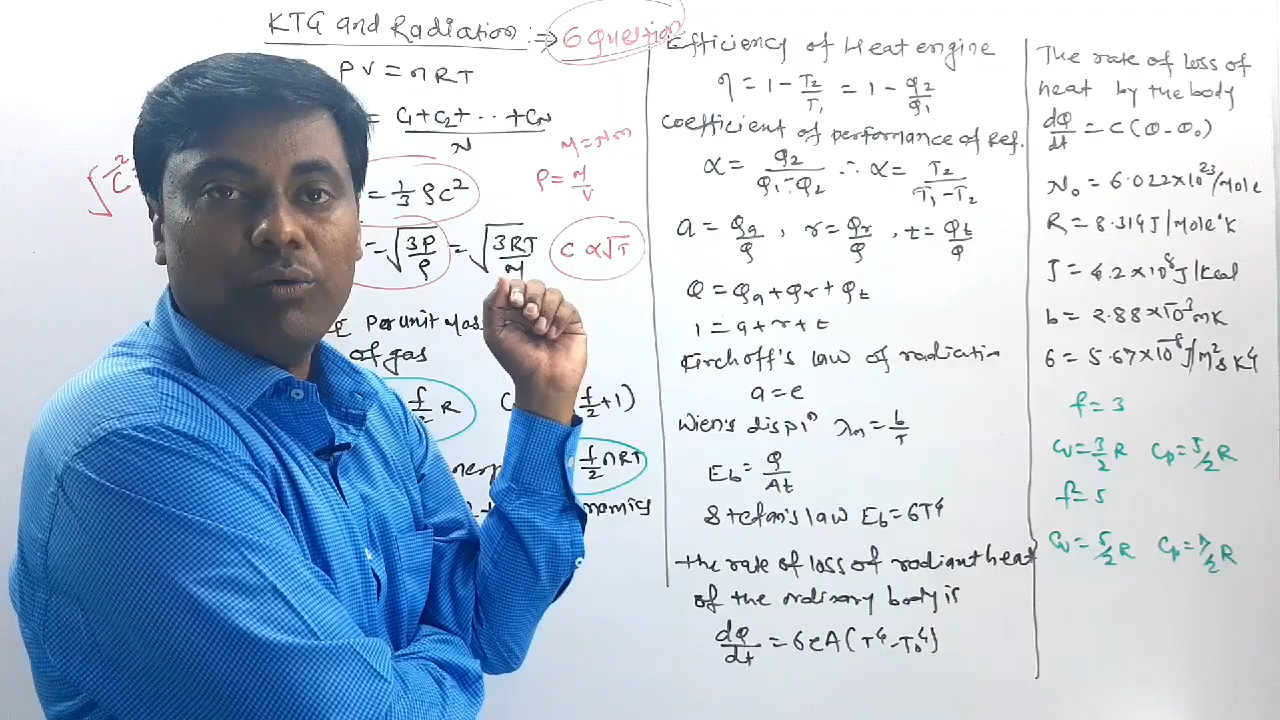 KTG and Radiation :⇒ 6 Question
PV = nRT
= C₁ + C₂ + ·· + C_N / N
M = Nm
ρ = M/V
√C̄²
= 1/3 ρC²
= √(3P/ρ) = √(3RT/M)
C ∝ √T
Per unit
of gas
f/2 R
f/2 + 1)
f/2 nRT
Efficiency of Heat engine
η = 1 - T₂/T₁ = 1 - Q₂/Q₁
coefficient of performance of Ref.
α = Q₂/(Q₁ - Q₂) ∴ α = T₂/(T₁ - T₂)
a = Qa/Q , r = Qr/Q , t = Qt/Q
Q = Qa + Qr + Qt
1 = a + r + t
Kirchoff's law of radiation
a = e
Wien's displⁿ λm = b/T
Eb = Q/At
Stefan's law Eb = σT⁴
the rate of loss of radiant heat
of the ordinary body is
dQ/dt = σeA(T⁴ - T₀⁴)
The rate of loss of
heat by the body
dQ/dt = C(θ - θ₀)
N₀ = 6.022 × 10²³/Mole
R = 8.314 J/Mole°K
J = 4.2 × 10⁸ J/Kcal
b = 2.88 × 10⁻³ mK
σ = 5.67 × 10⁻⁸ J/M²s K⁴
f = 3
Cv = 3/2 R Cp = 5/2 R
f = 5
Cv = 5/2 R Cp = 7/2 R